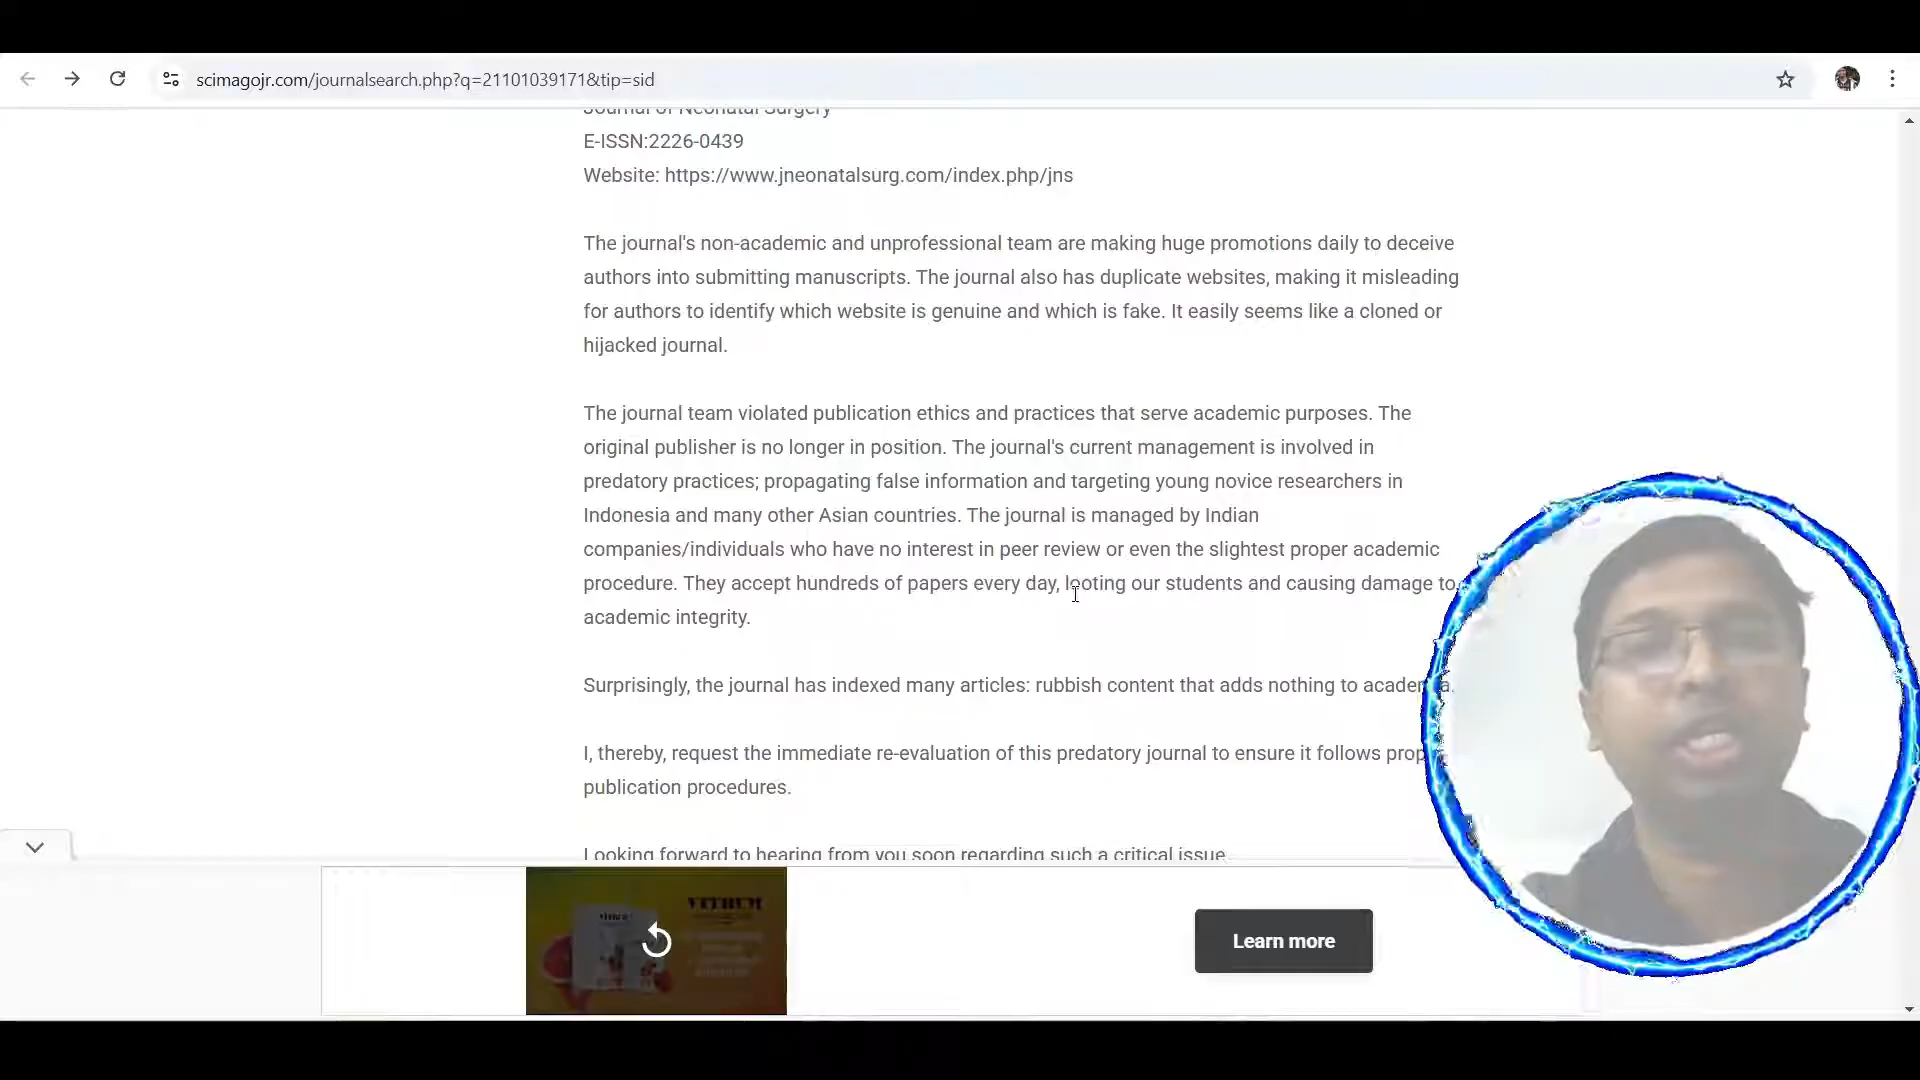 scimagojr.com/journalsearch.php?q=21101039171&tip=sid
Journal of Neonatal Surgery
E-ISSN:2226-0439
Website: https://www.jneonatalsurg.com/index.php/jns
The journal's non-academic and unprofessional team are making huge promotions daily to deceive
authors into submitting manuscripts. The journal also has duplicate websites, making it misleading
for authors to identify which website is genuine and which is fake. It easily seems like a cloned or
hijacked journal.
The journal team violated publication ethics and practices that serve academic purposes. The
original publisher is no longer in position. The journal's current management is involved in
predatory practices; propagating false information and targeting young novice researchers in
Indonesia and many other Asian countries. The journal is managed by Indian
companies/individuals who have no interest in peer review or even the slightest proper academic
procedure. They accept hundreds of papers every day, looting our students and causing damage to
academic integrity.
Surprisingly, the journal has indexed many articles: rubbish content that adds nothing to
I, thereby, request the immediate re-evaluation of this predatory journal to ensure it follows
publication procedures.
Looking forward to hearing from you soon regarding such a critical issue.
VITRUM
Learn more